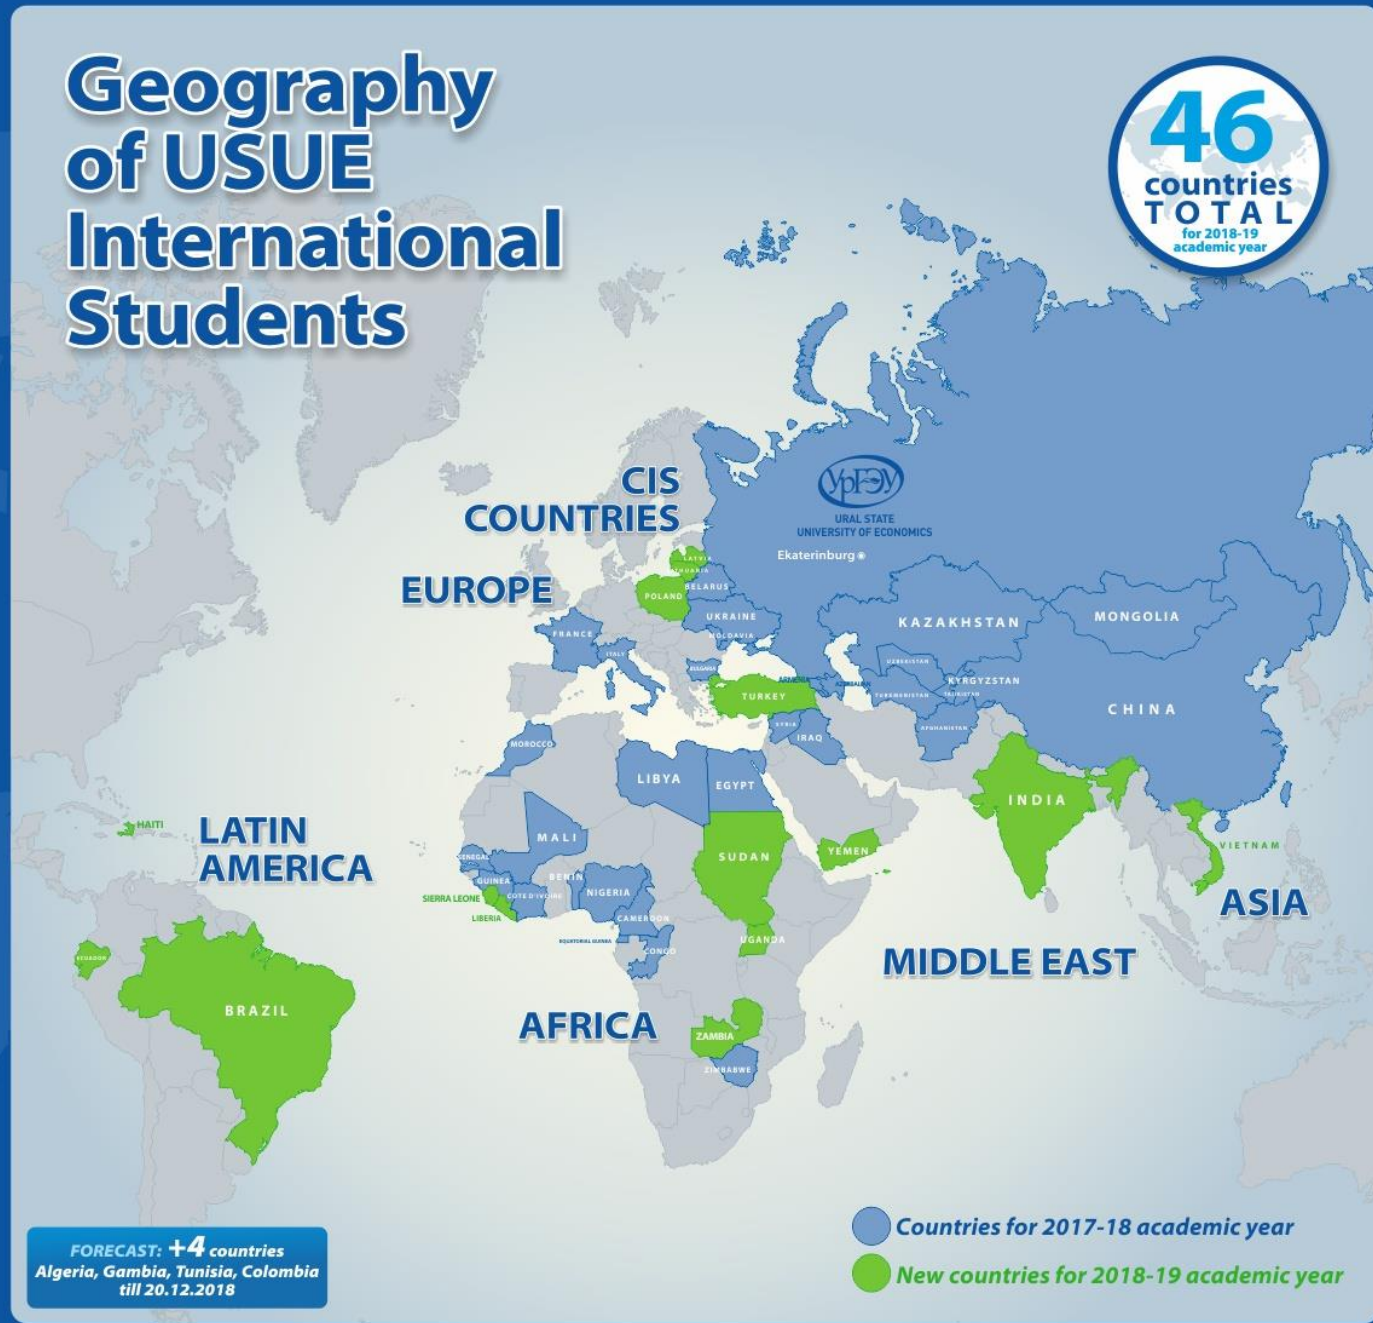 Geography
of USUE
International
Students
46
countries
TOTAL
for 2018-19
academic year
CIS
COUNTRIES
EUROPE
УрГЭУ
URAL STATE
UNIVERSITY OF ECONOMICS
Ekaterinburg
LATVIA
LITHUANIA
BELARUS
POLAND
UKRAINE
MOLDAVIA
FRANCE
ITALY
BULGARIA
KAZAKHSTAN
MONGOLIA
UZBEKISTAN
KYRGYZSTAN
TAJIKISTAN
TURKMENISTAN
ARMENIA
AZERBAIJAN
TURKEY
CHINA
SYRIA
IRAQ
AFGHANISTAN
MOROCCO
LIBYA
EGYPT
INDIA
HAITI
LATIN
AMERICA
MALI
SUDAN
YEMEN
VIETNAM
SENEGAL
GUINEA
BENIN
SIERRA LEONE
COTE D'IVOIRE
NIGERIA
LIBERIA
CAMEROON
EQUATORIAL GUINEA
CONGO
UGANDA
ASIA
MIDDLE EAST
ECUADOR
BRAZIL
AFRICA
ZAMBIA
ZIMBABWE
Countries for 2017-18 academic year
New countries for 2018-19 academic year
FORECAST: +4 countries
Algeria, Gambia, Tunisia, Colombia
till 20.12.2018